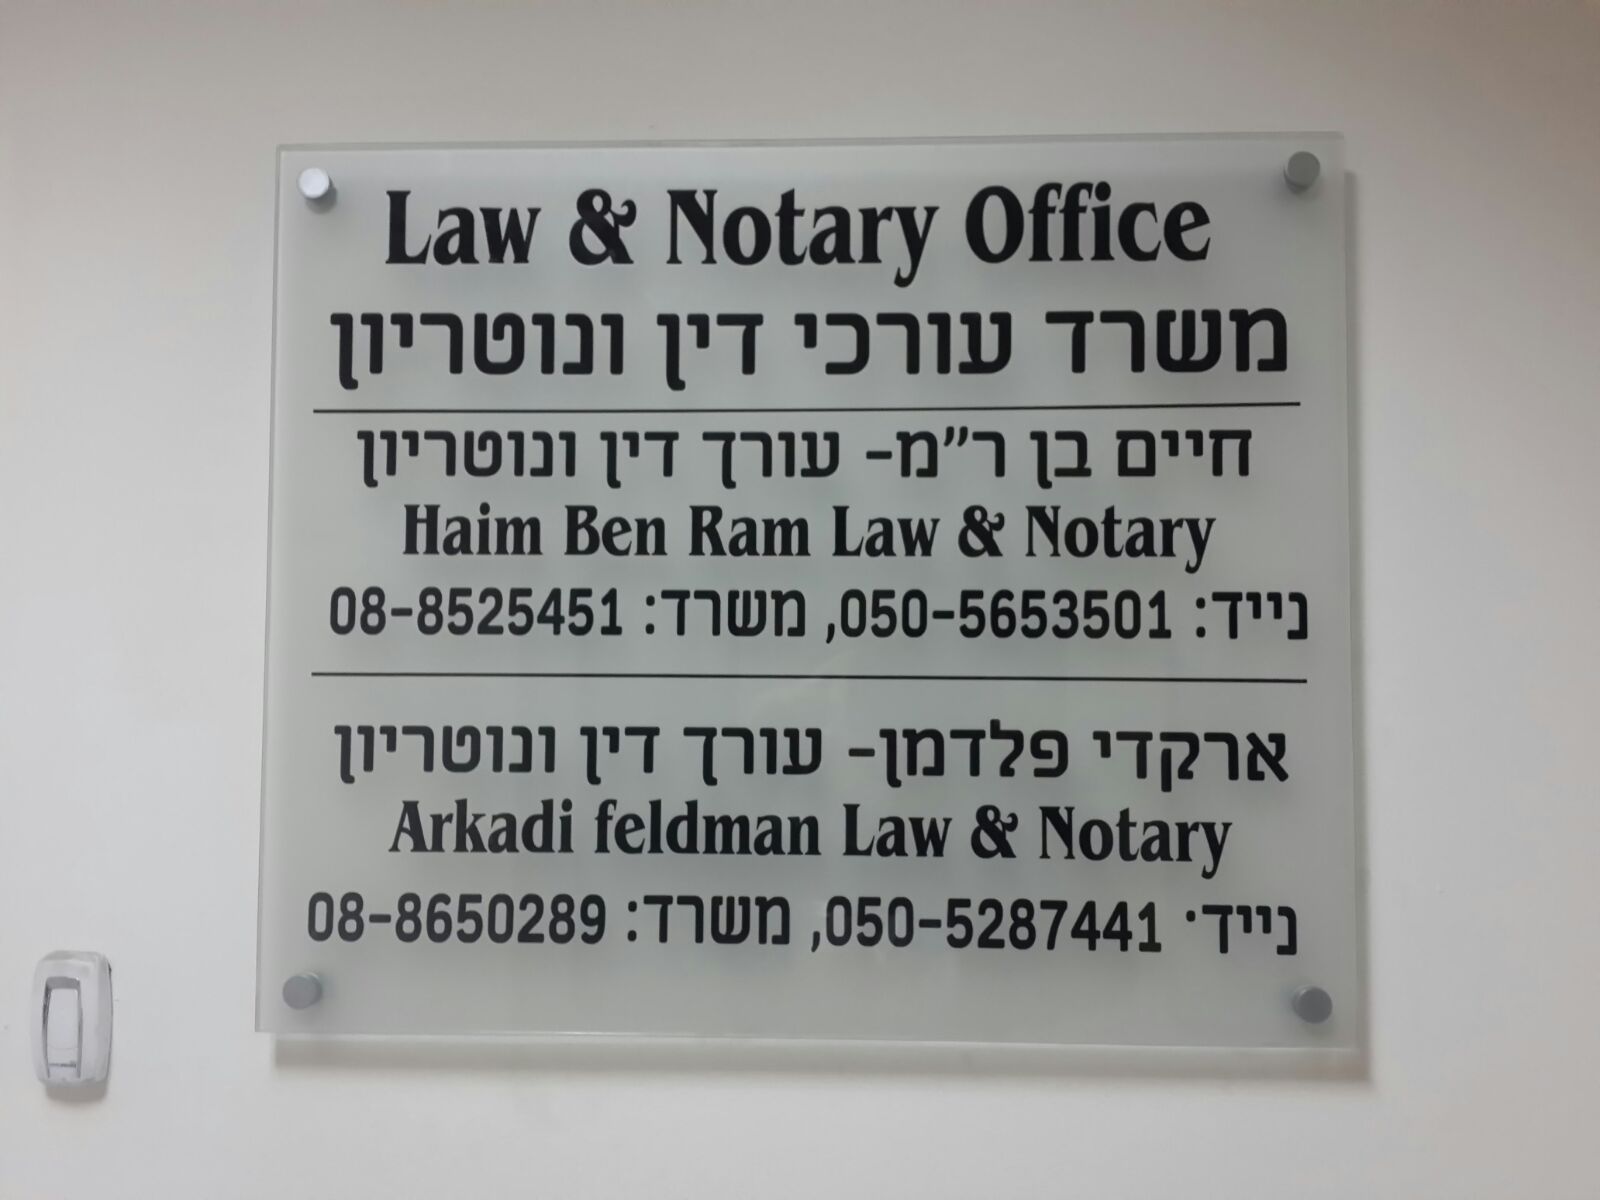 Law & Notary Office
משרד עורכי דין ונוטריון
חיים בן ר"מ- עורך דין ונוטריון
Haim Ben Ram Law & Notary
נייד: 050-5653501, משרד: 08-8525451
ארקדי פלדמן- עורך דין ונוטריון
Arkadi feldman Law & Notary
נייד· 050-5287441, משרד: 08-8650289